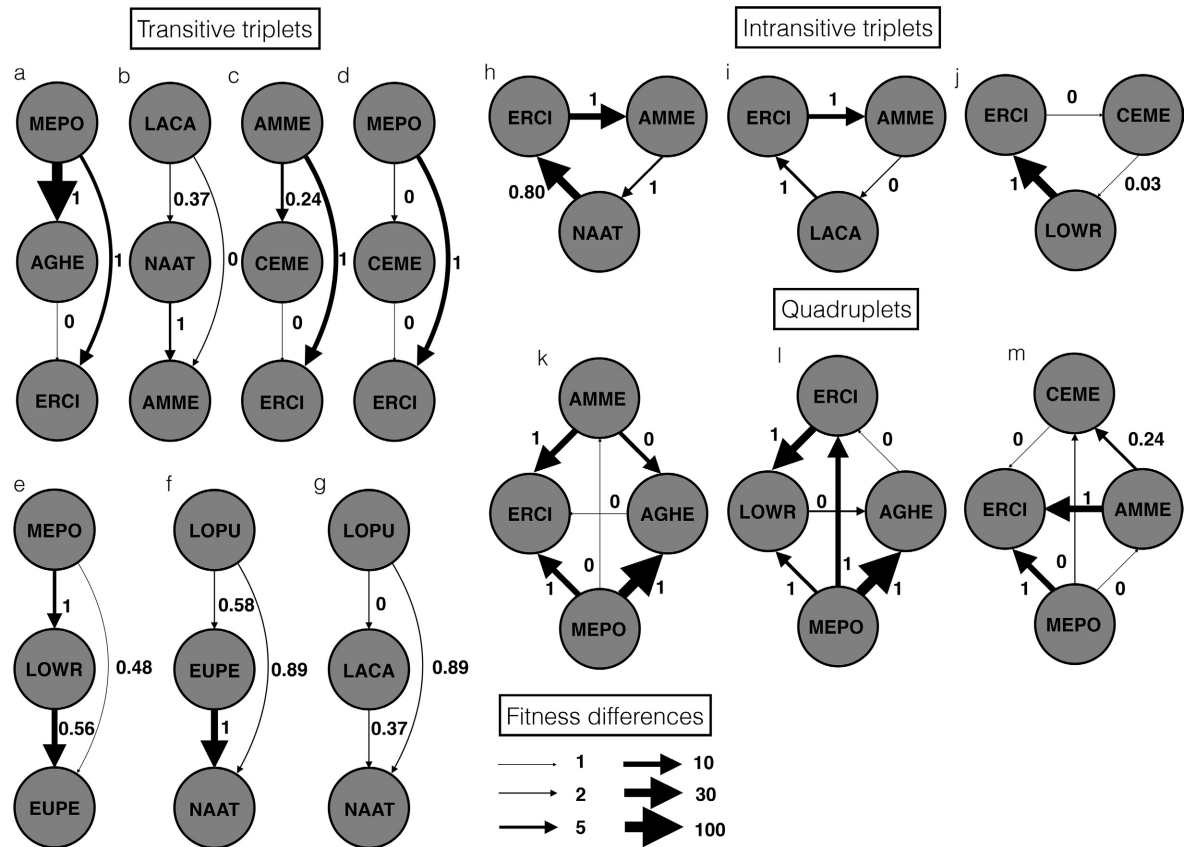 Transitive triplets
Intransitive triplets
a
MEPO
1
AGHE
1
0
ERCI
b
LACA
0.37
NAAT
0
1
AMME
c
AMME
0.24
CEME
1
0
ERCI
d
MEPO
0
CEME
1
0
ERCI
h
ERCI
1
AMME
0.80
1
NAAT
i
ERCI
1
AMME
1
0
LACA
j
ERCI
0
CEME
1
0.03
LOWR
Quadruplets
e
MEPO
1
LOWR
0.48
0.56
EUPE
f
LOPU
0.58
EUPE
0.89
1
NAAT
g
LOPU
0
LACA
0.89
0.37
NAAT
k
AMME
1
0
ERCI
0
AGHE
0
1
1
MEPO
l
ERCI
1
0
LOWR
0
AGHE
1
1
1
MEPO
m
CEME
0
0.24
ERCI
1
AMME
0
1
0
MEPO
Fitness differences
1
10
2
30
5
100